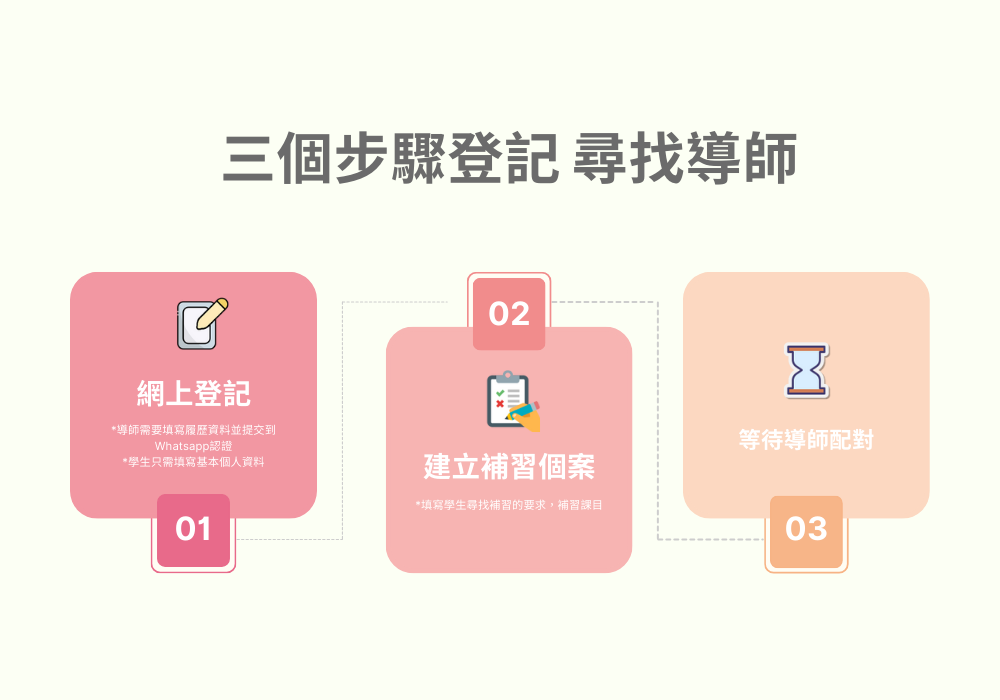 三個步驟登記 尋找導師
網上登記
*導師需要填寫履歷資料並提交到
Whatsapp認證
*學生只需填寫基本個人資料
01
02
建立補習個案
*填寫學生尋找補習的要求，補習課目
等待導師配對
03